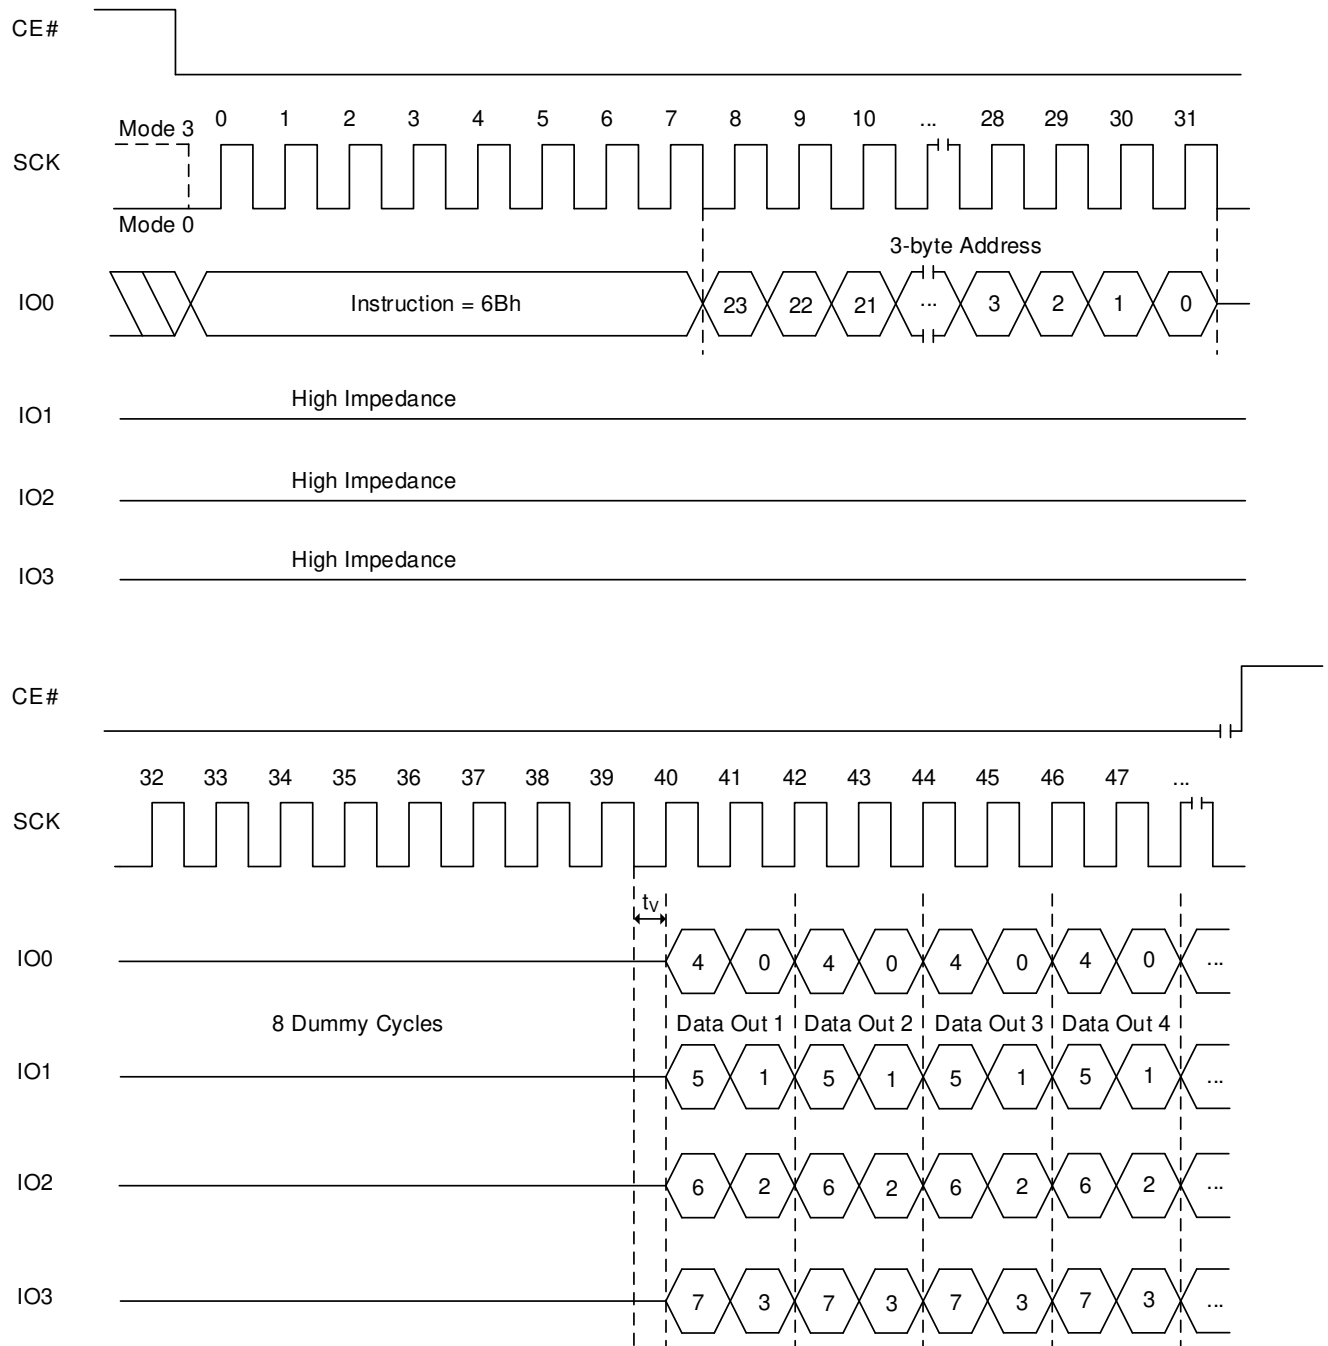 CE#
Mode 3 0 1 2 3 4 5 6 7 8 9 10 ... 28 29 30 31
SCK
Mode 0
3-byte Address
IO0 Instruction = 6Bh 23 22 21 ... 3 2 1 0
High Impedance
IO1
High Impedance
IO2
High Impedance
IO3
CE#
32 33 34 35 36 37 38 39 40 41 42 43 44 45 46 47 ...
SCK
tV
IO0 4 0 4 0 4 0 4 0 ...
8 Dummy Cycles Data Out 1 Data Out 2 Data Out 3 Data Out 4
IO1 5 1 5 1 5 1 5 1 ...
IO2 6 2 6 2 6 2 6 2 ...
IO3 7 3 7 3 7 3 7 3 ...